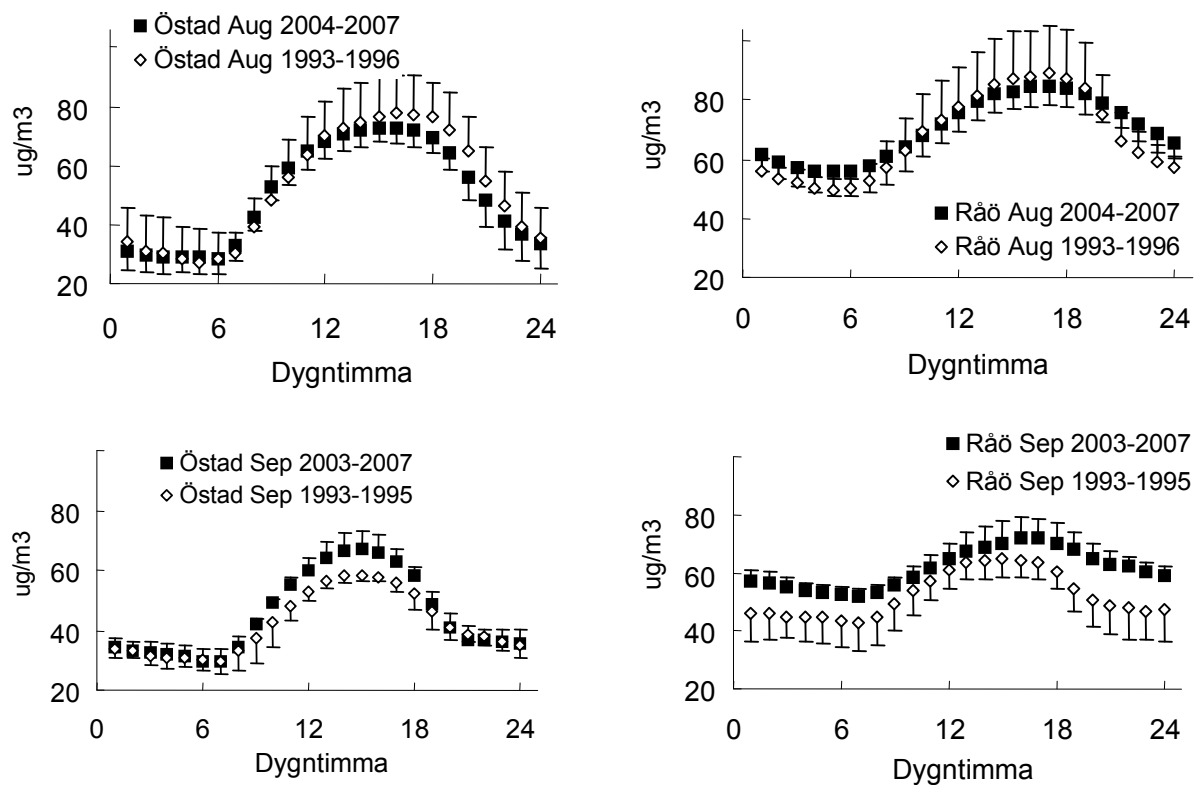 Östad Aug 2004-2007
Östad Aug 1993-1996
ug/m3
80
60
40
20
0 6 12 18 24
Dygntimma
ug/m3
80
60
40
20
Råö Aug 2004-2007
Råö Aug 1993-1996
0 6 12 18 24
Dygntimma
Östad Sep 2003-2007
Östad Sep 1993-1995
ug/m3
80
60
40
20
0 6 12 18 24
Dygntimma
Råö Sep 2003-2007
Råö Sep 1993-1995
ug/m3
80
60
40
20
0 6 12 18 24
Dygntimma